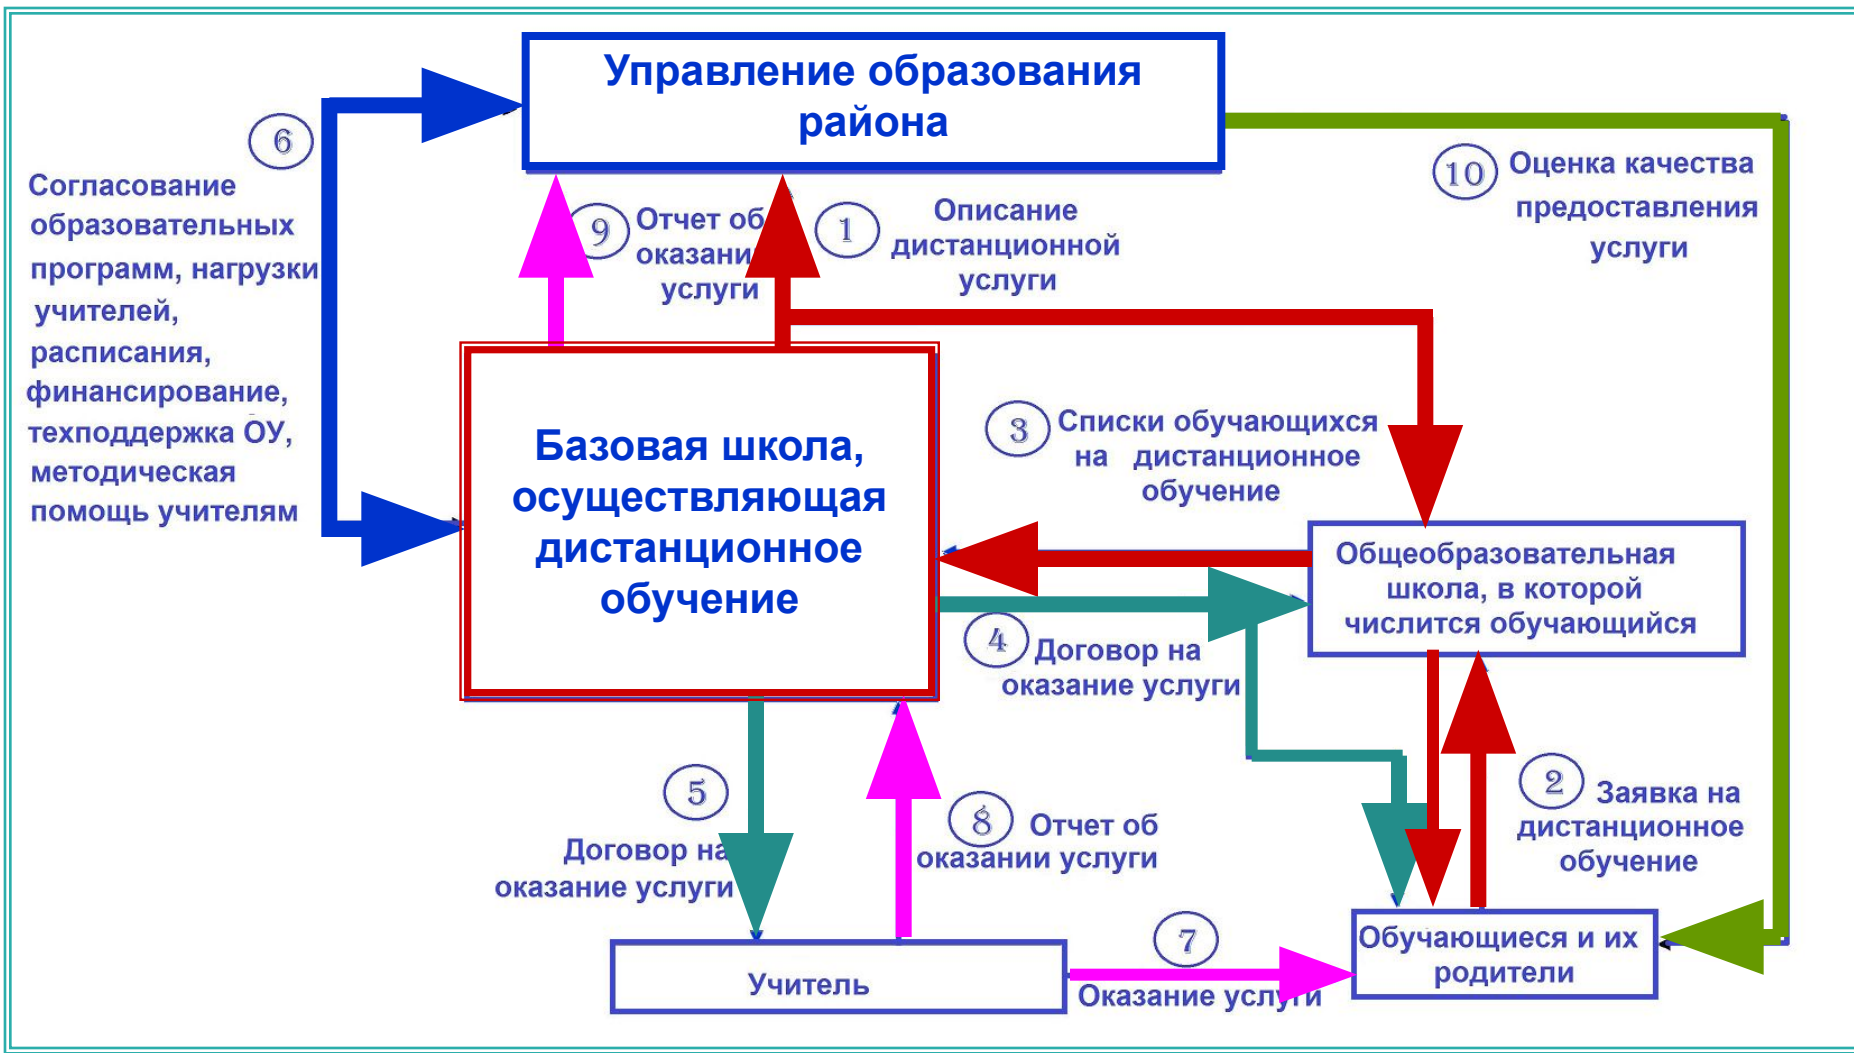 Управление образования
района
6
Согласование
образовательных
программ, нагрузки
учителей,
расписания,
финансирование,
техподдержка ОУ,
методическая
помощь учителям
9
Отчет об
оказании
услуги
1
Описание
дистанционной
услуги
10
Оценка качества
предоставления
услуги
Базовая школа,
осуществляющая
дистанционное
обучение
3
Списки обучающихся
на дистанционное
обучение
Общеобразовательная
школа, в которой
числится обучающийся
4
Договор на
оказание услуги
5
Договор на
оказание услуги
8
Отчет об
оказании услуги
2
Заявка на
дистанционное
обучение
7
Оказание услуги
Учитель
Обучающиеся и их
родители